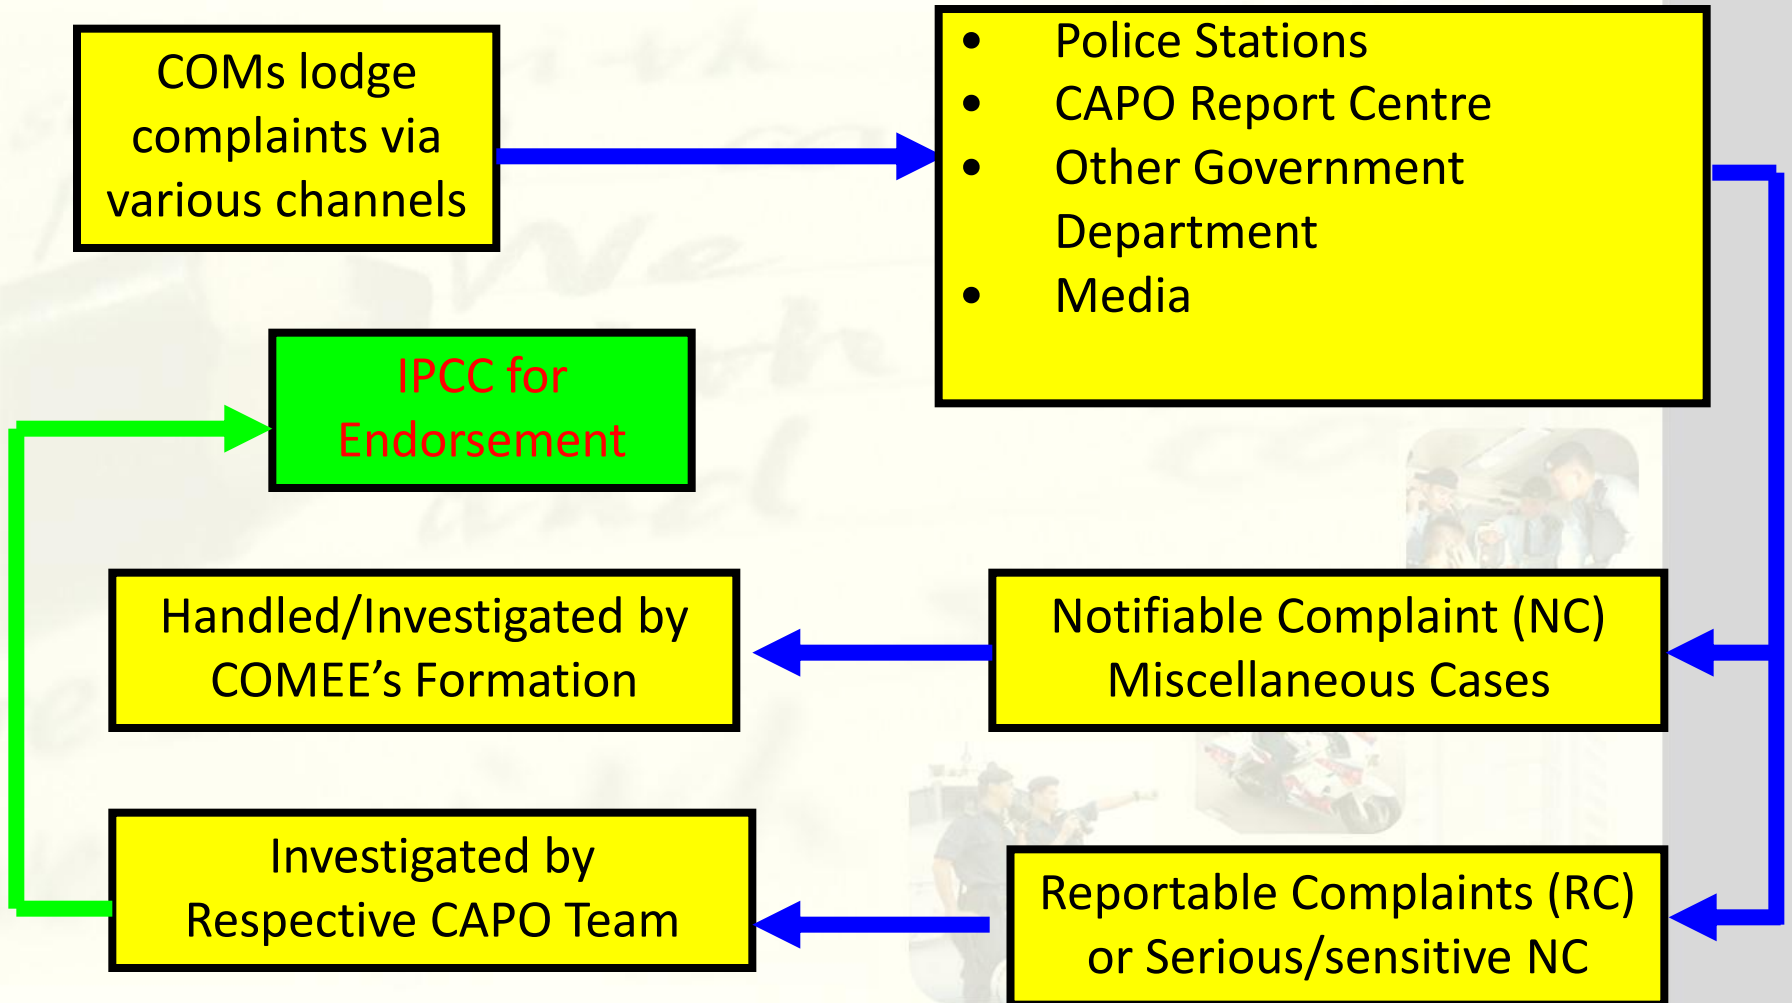 COMs lodge
complaints via
various channels
• Police Stations
• CAPO Report Centre
• Other Government
Department
• Media
IPCC for
Endorsement
Handled/Investigated by
COMEE’s Formation
Notifiable Complaint (NC)
Miscellaneous Cases
Investigated by
Respective CAPO Team
Reportable Complaints (RC)
or Serious/sensitive NC